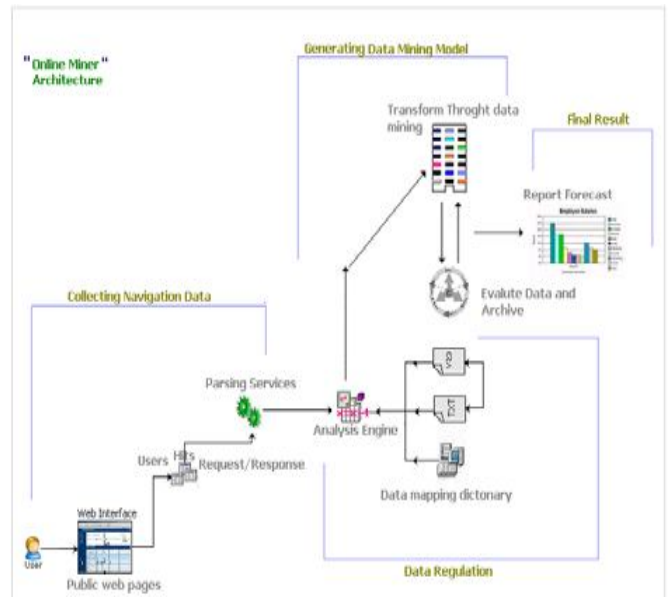 "Online Miner"
Architecture
Generating Data Mining Model
Transform Throght data
mining
Final Result
Report Forecast
Employee Salaries
Evalute Data and
Archive
Collecting Navigation Data
Parsing Services
Analysis Engine
TXT
Users Hits
Request/Response
Data mapping dictonary
Web Interface
User
Public web pages
Data Regulation